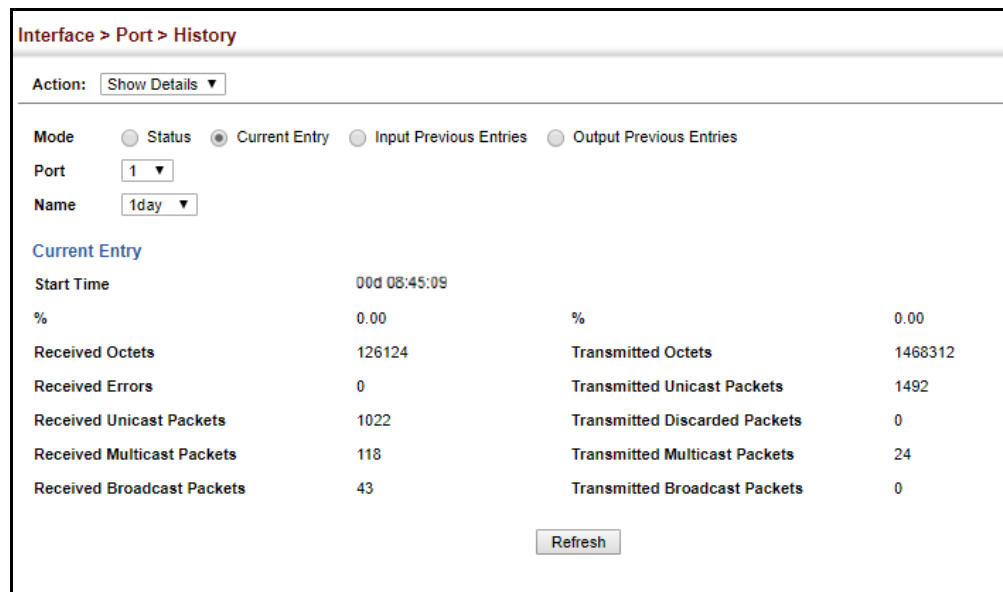 Interface > Port > History
Action: Show Details ▼
Mode Status Current Entry Input Previous Entries Output Previous Entries
Port 1 ▼
Name 1day ▼
Current Entry
Start Time 00d 08:45:09
% 0.00 % 0.00
Received Octets 126124 Transmitted Octets 1468312
Received Errors 0 Transmitted Unicast Packets 1492
Received Unicast Packets 1022 Transmitted Discarded Packets 0
Received Multicast Packets 118 Transmitted Multicast Packets 24
Received Broadcast Packets 43 Transmitted Broadcast Packets 0
Refresh